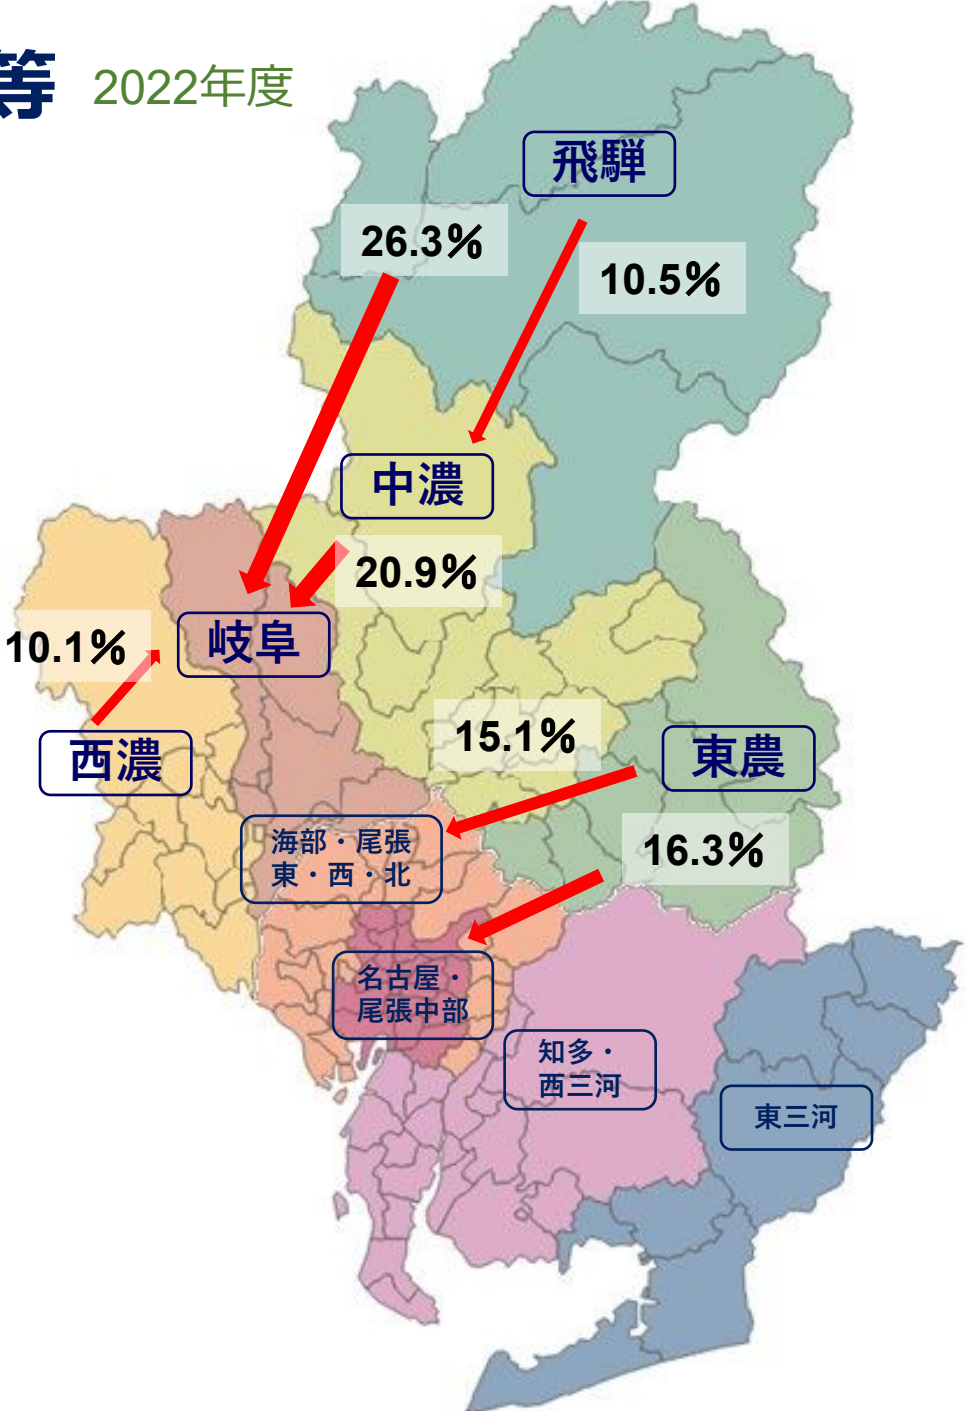 等 2022年度
飛騨
26.3%
10.5%
中濃
20.9%
岐阜
10.1%
西濃
15.1%
東農
海部・尾張
東・西・北
16.3%
名古屋・
尾張中部
知多・
西三河
東三河